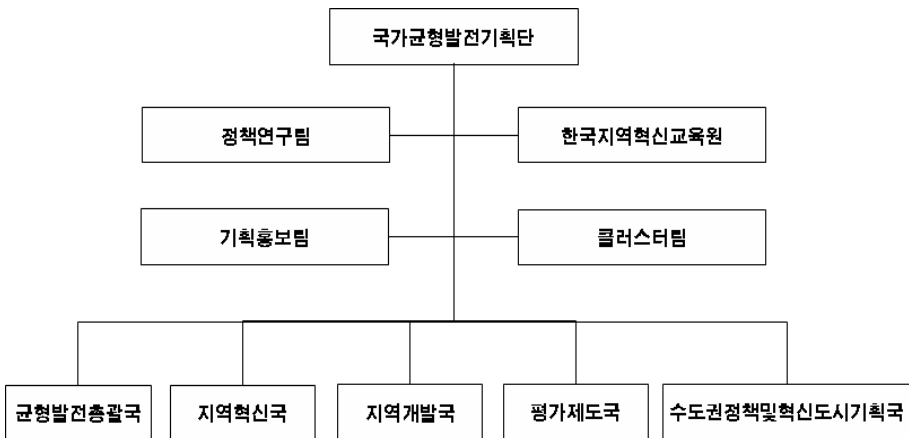 국가균형발전기획단
정책연구팀
한국지역혁신교육원
기획홍보팀
클러스터팀
균형발전총괄국
지역혁신국
지역개발국
평가제도국
수도권정책및혁신도시기획국